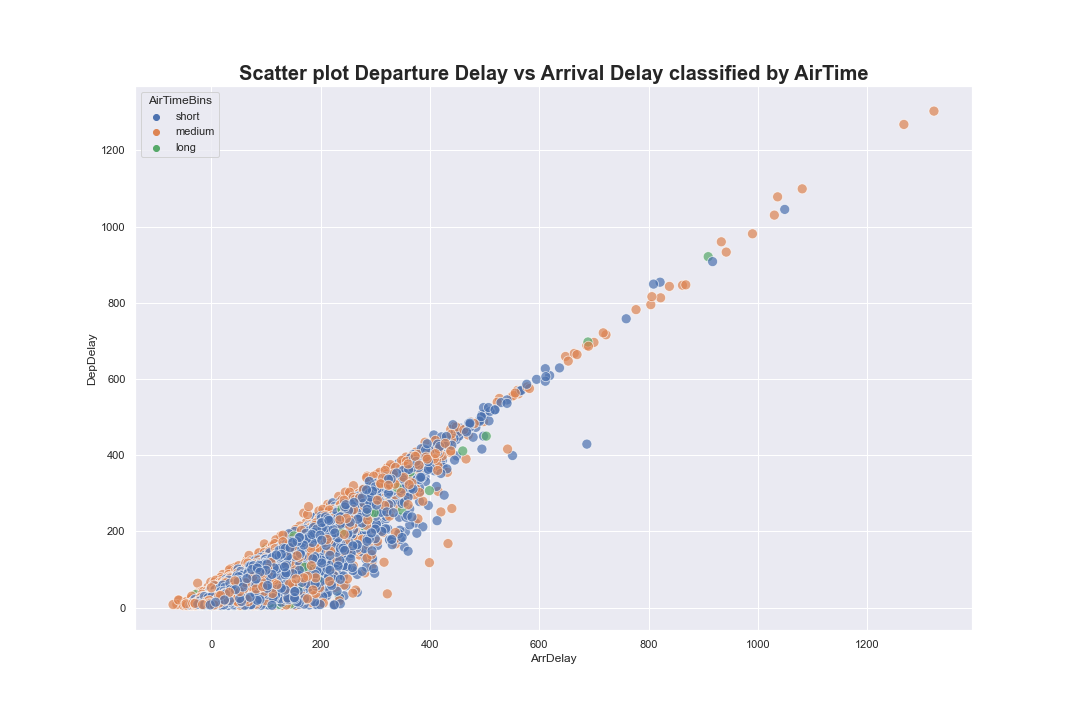 Scatter plot Departure Delay vs Arrival Delay classified by AirTime
AirTimeBins
short
medium
long
1200
1000
800
600
400
200
0
DepDelay
0 200 400 600 800 1000 1200
ArrDelay